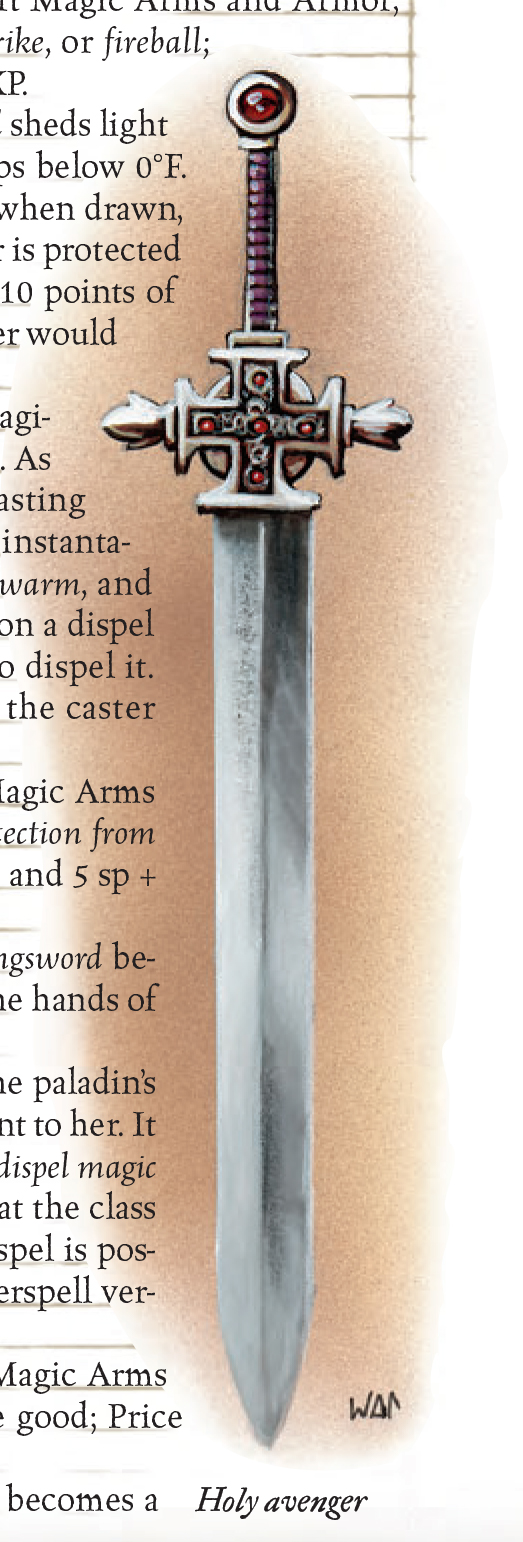 Magic Arms and Armor,
rike, or fireball;
XP.
sheds light
ps below 0°F.
when drawn,
r is protected
10 points of
er would
agi-
. As
asting
instanta-
warm, and
on a dispel
o dispel it.
the caster
Magic Arms
tection from
and 5 sp +
ngsword be-
he hands of
he paladin's
nt to her. It
dispel magic
at the class
spel is pos-
erspell ver-
Magic Arms
e good; Price
becomes a
Holy avenger